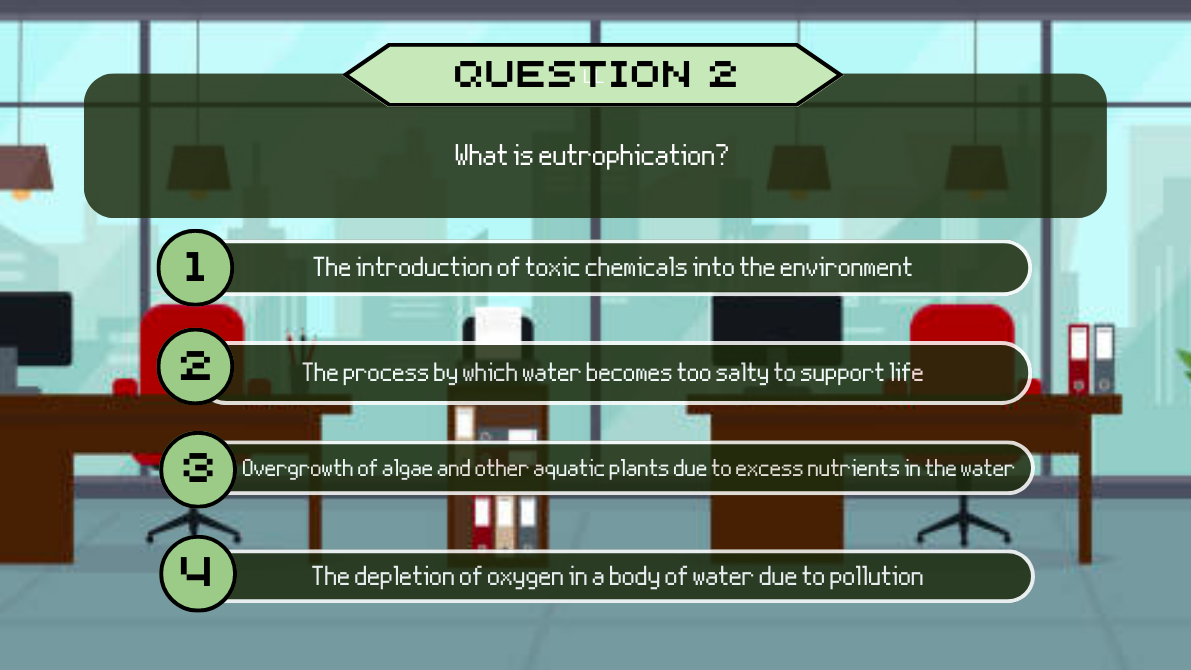 QUESTION 2
What is eutrophication?
1
The introduction of toxic chemicals into the environment
2
The process by which water becomes too salty to support life
3
Overgrowth of algae and other aquatic plants due to excess nutrients in the water
4
The depletion of oxygen in a body of water due to pollution